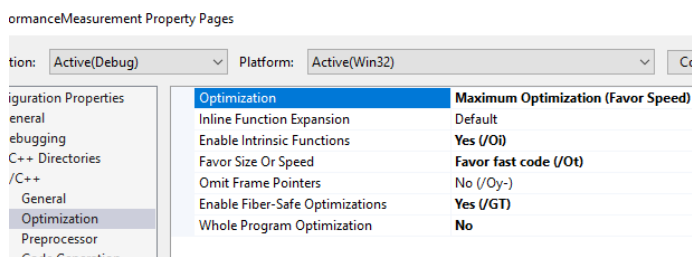 ormanceMeasurement Property Pages
tion: Active(Debug) Platform: Active(Win32) Co
iguration Properties
eneral
ebugging
C++ Directories
/C++
General
Optimization
Preprocessor
Optimization Maximum Optimization (Favor Speed)
Inline Function Expansion Default
Enable Intrinsic Functions Yes (/Oi)
Favor Size Or Speed Favor fast code (/Ot)
Omit Frame Pointers No (/Oy-)
Enable Fiber-Safe Optimizations Yes (/GT)
Whole Program Optimization No